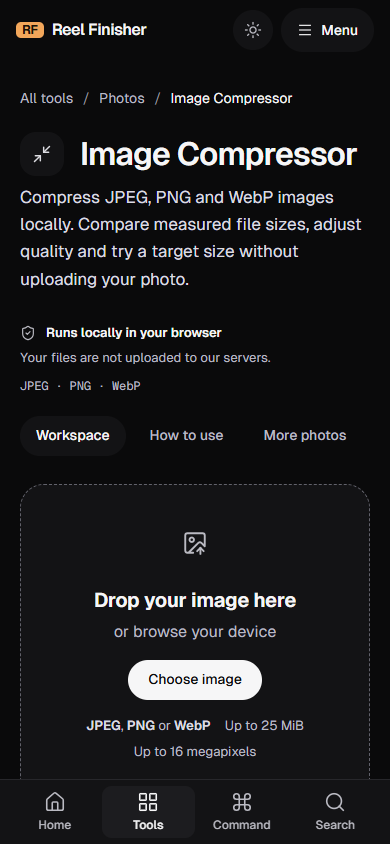 RF Reel Finisher
Menu
All tools / Photos / Image Compressor
Image Compressor
Compress JPEG, PNG and WebP images
locally. Compare measured file sizes, adjust
quality and try a target size without
uploading your photo.
Runs locally in your browser
Your files are not uploaded to our servers.
JPEG · PNG · WebP
Workspace How to use More photos
Drop your image here
or browse your device
Choose image
JPEG, PNG or WebP Up to 25 MiB
Up to 16 megapixels
Home Tools Command Search